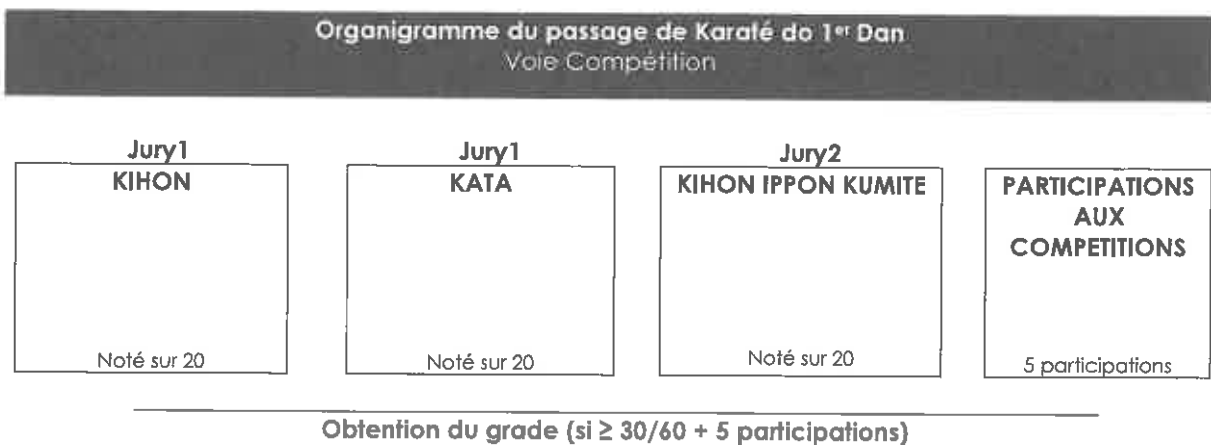 Organigramme du passage de Karaté do 1er Dan
Voie Compétition
Jury1
KIHON
Noté sur 20
Jury1
KATA
Noté sur 20
Jury2
KIHON IPPON KUMITE
Noté sur 20
PARTICIPATIONS
AUX
COMPETITIONS
5 participations
Obtention du grade (si ≥ 30/60 + 5 participations)